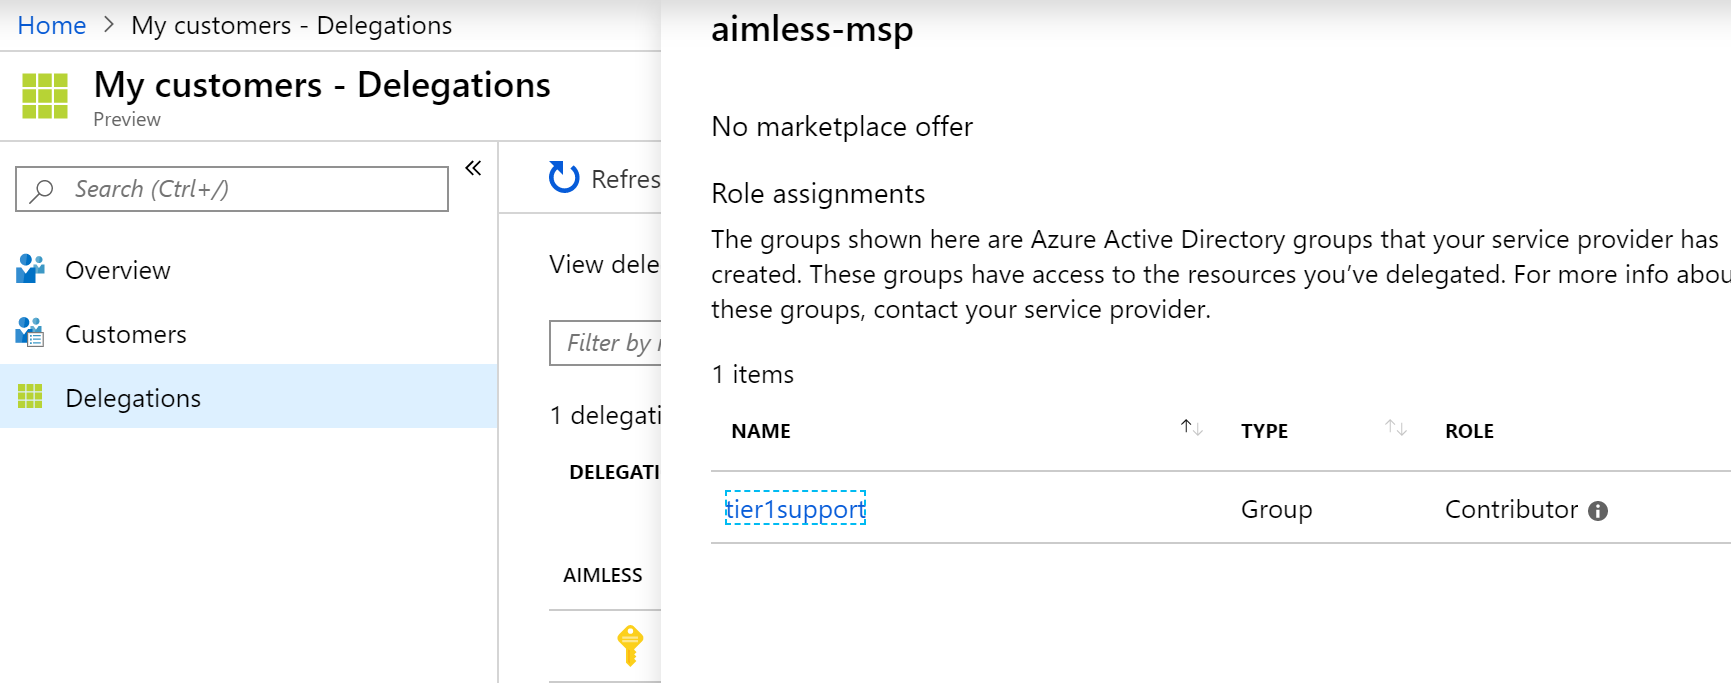 Home > My customers - Delegations
My customers - Delegations
Preview
Search (Ctrl+/)
«
Overview
Customers
Delegations
Refres
View dele
Filter by
1 delegati
DELEGATI
AIMLESS
aimless-msp
No marketplace offer
Role assignments
The groups shown here are Azure Active Directory groups that your service provider has
created. These groups have access to the resources you’ve delegated. For more info abou
these groups, contact your service provider.
1 items
NAME ↑↓ TYPE ↑↓ ROLE
tier1support Group Contributor